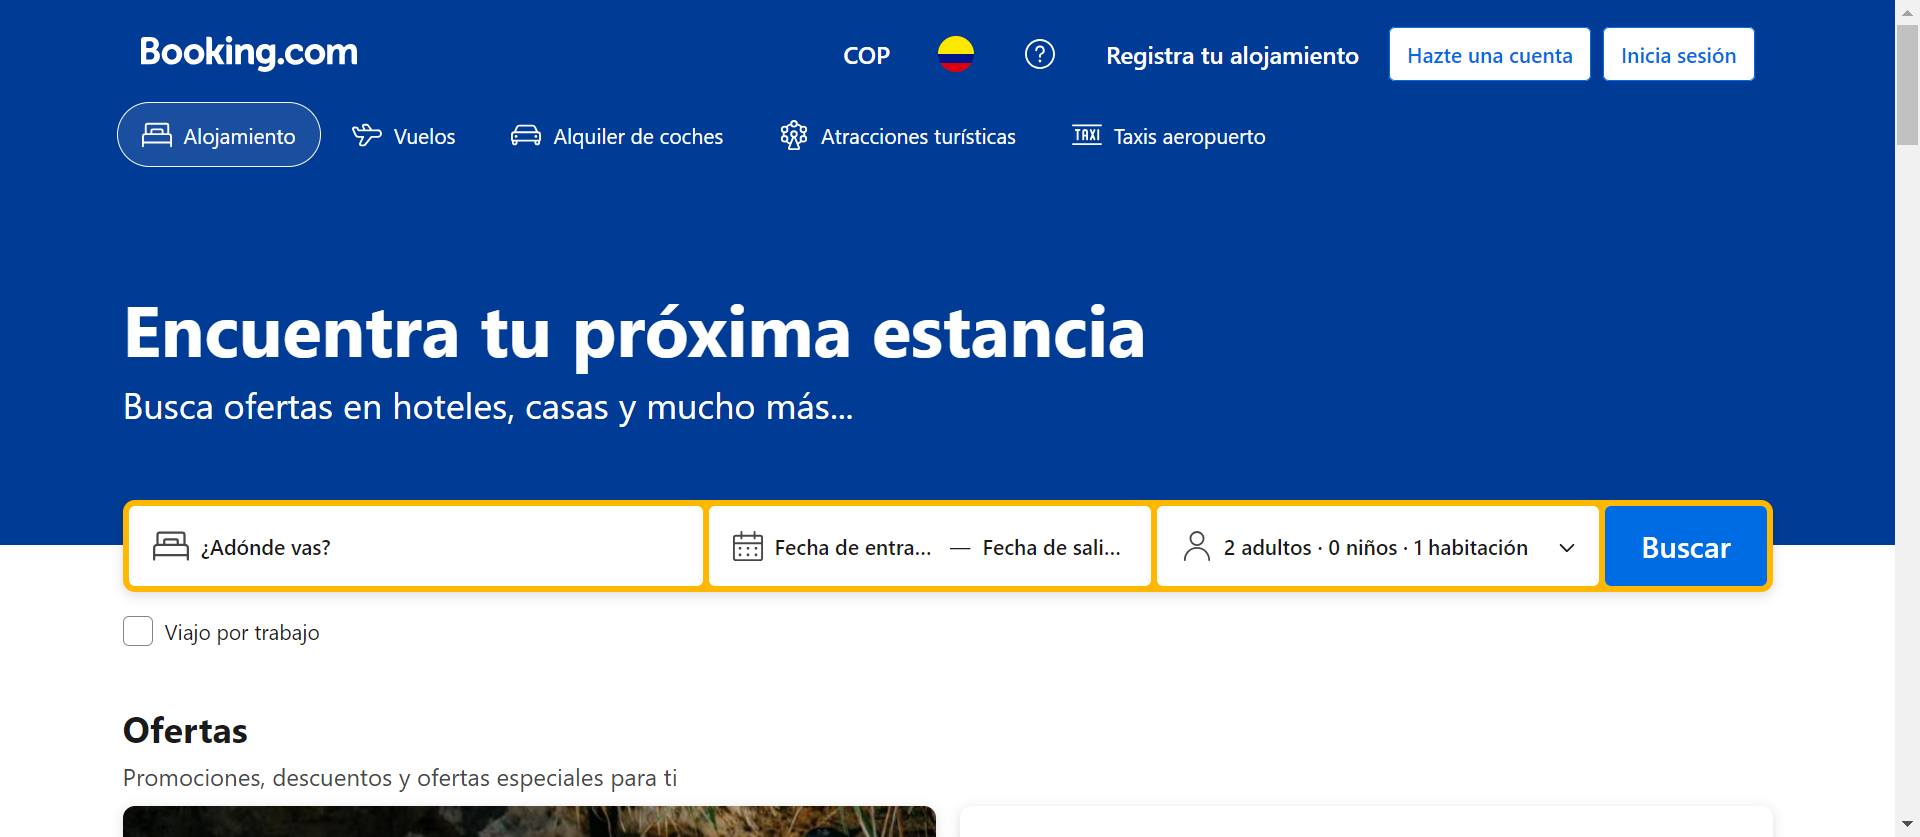 Booking.com
COP
Registra tu alojamiento
Hazte una cuenta
Inicia sesión
Alojamiento
Vuelos
Alquiler de coches
Atracciones turísticas
TAXI Taxis aeropuerto
Encuentra tu próxima estancia
Busca ofertas en hoteles, casas y mucho más...
¿Adónde vas?
Fecha de entra... — Fecha de sali...
2 adultos · 0 niños · 1 habitación
Buscar
Viajo por trabajo
Ofertas
Promociones, descuentos y ofertas especiales para ti